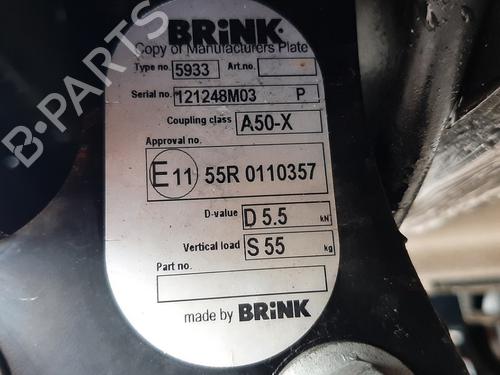 BRiNK
Copy of Manufacturers Plate
Type no 5933 Art.no.
Serial no. *121248M03 P
Coupling class A50-X
Approval no.
E11 55R 0110357
D-value D 5.5 kN
Vertical load S 55 kg
Part no.
made by BRiNK
B-PARTS